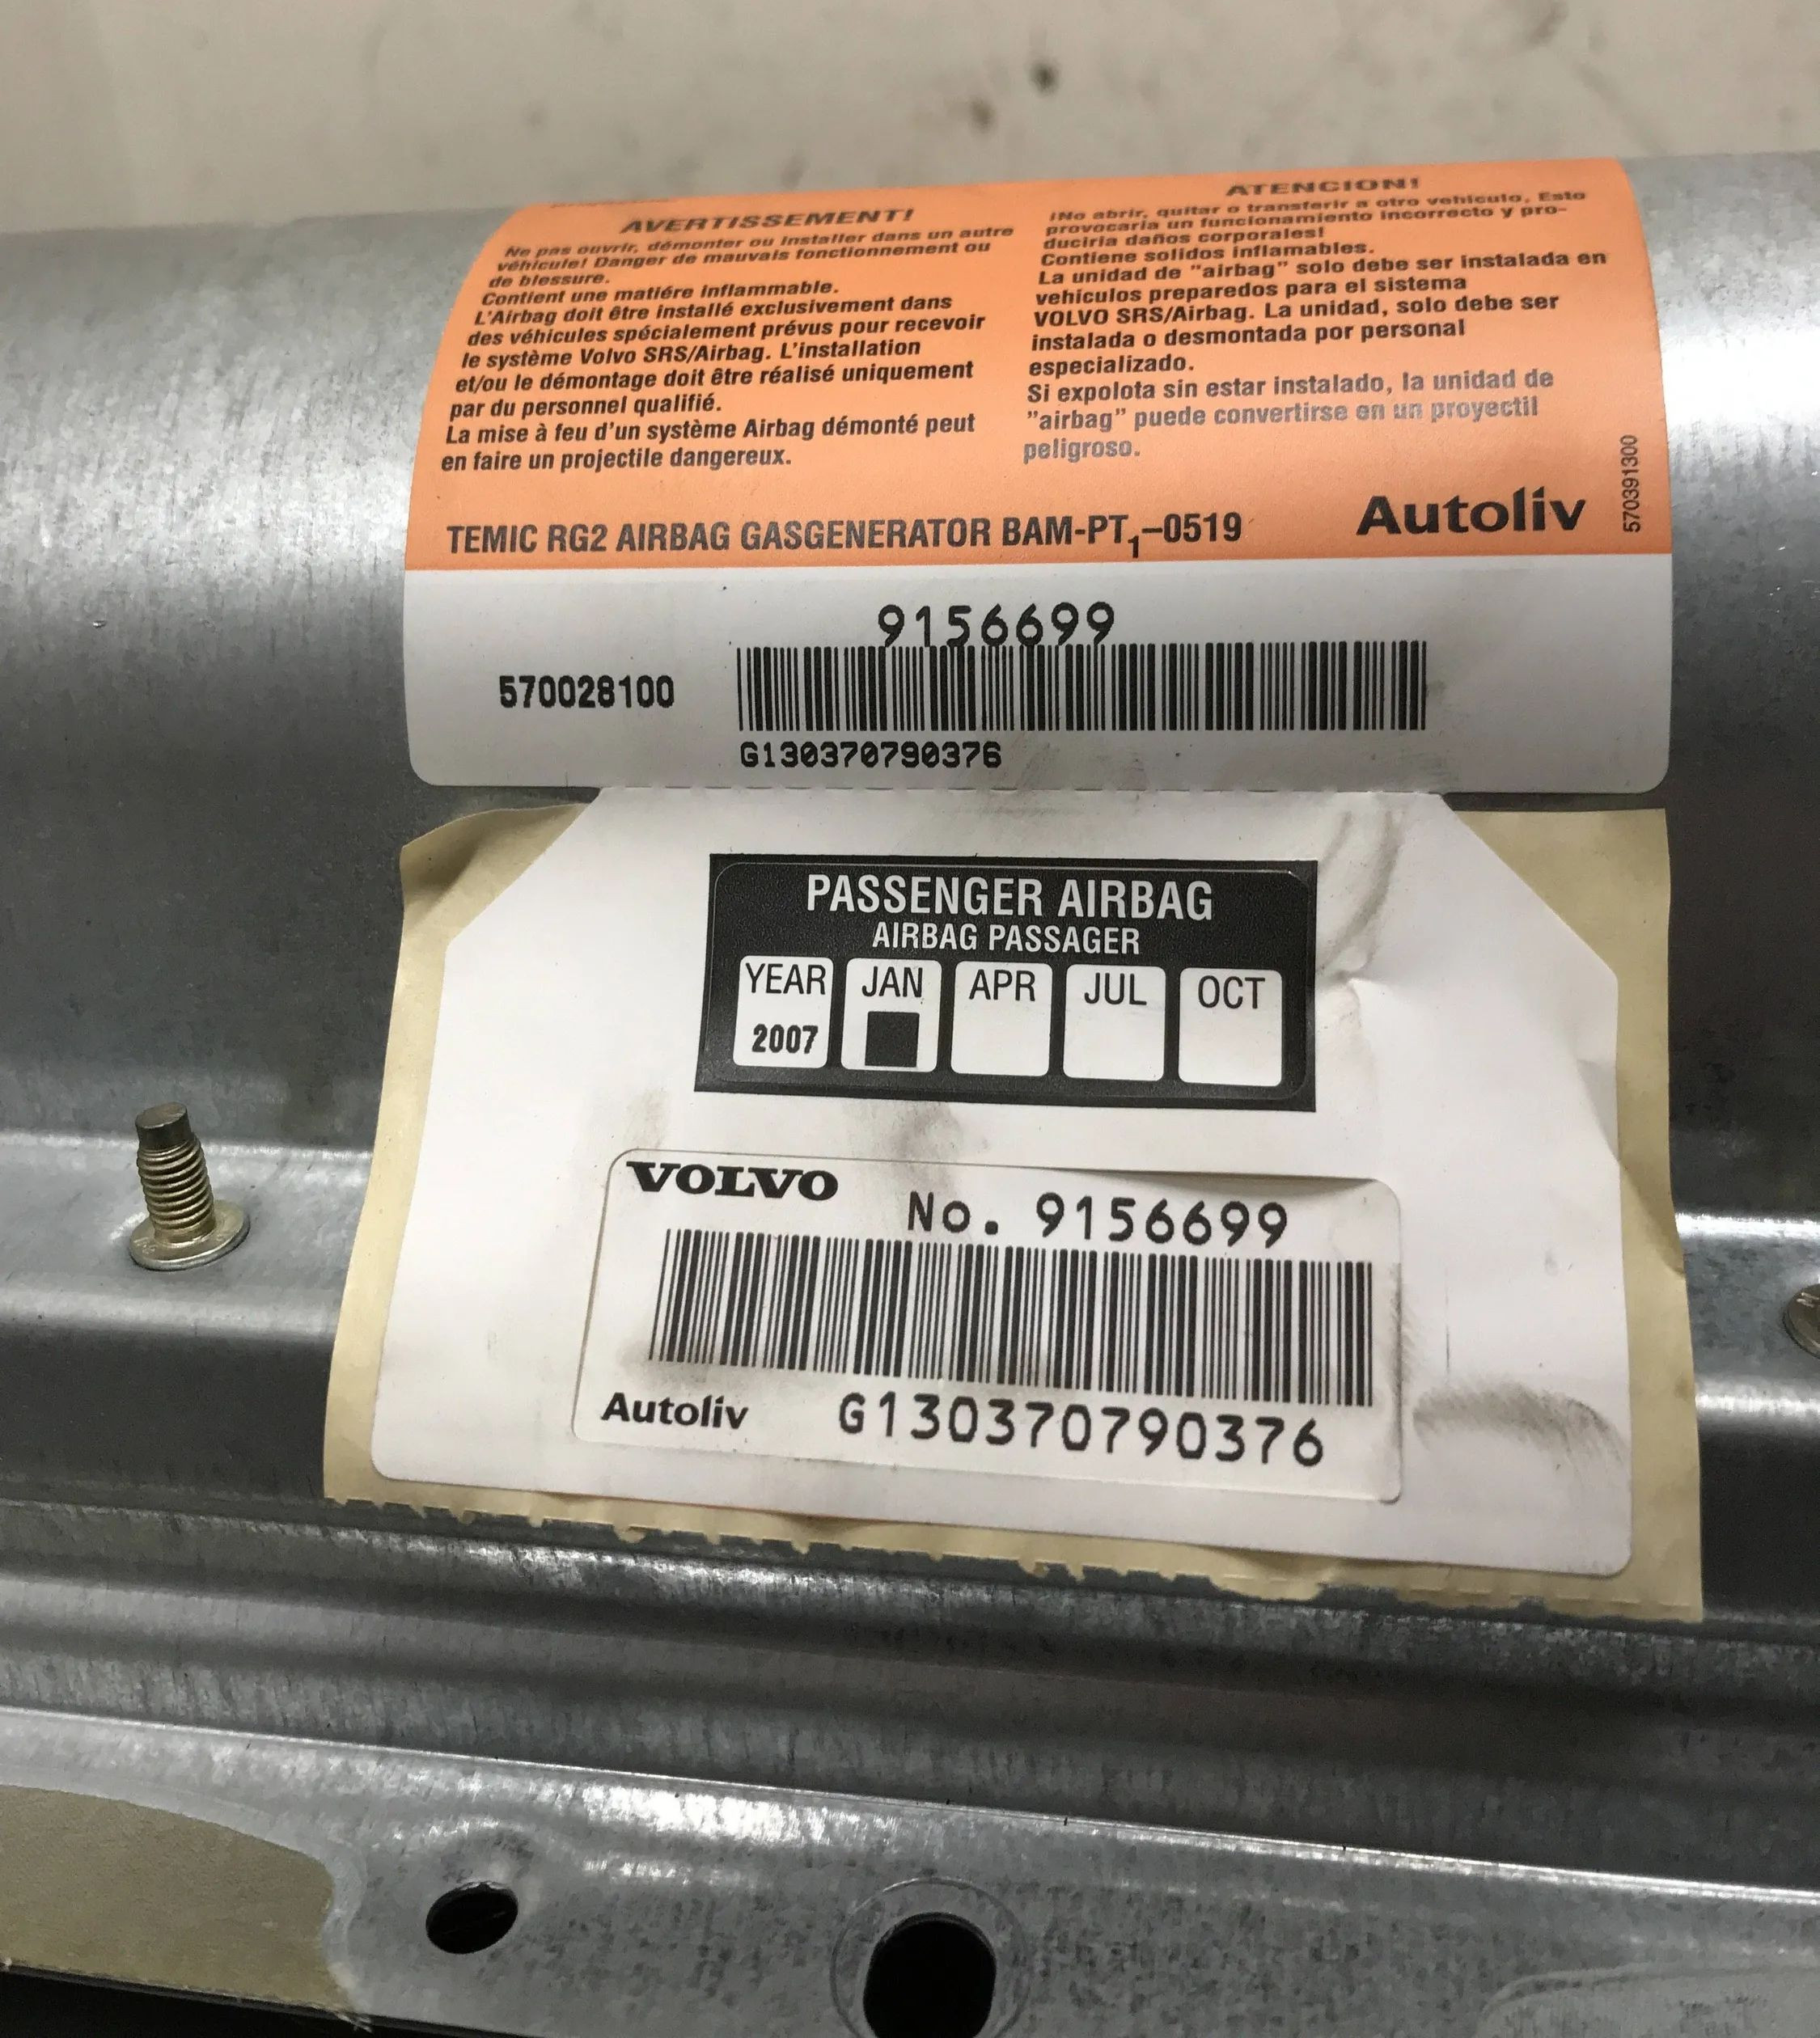 AVERTISSEMENT!
Ne pas ouvrir, démonter ou installer dans un autre
véhicule! Danger de mauvais fonctionnement ou
de blessure.
Contient une matiére inflammable.
L'Airbag doit être installé exclusivement dans
des véhicules spécialement prévus pour recevoir
le système Volvo SRS/Airbag. L'installation
et/ou le démontage doit être réalisé uniquement
par du personnel qualifié.
La mise à feu d'un système Airbag démonté peut
en faire un projectile dangereux.
ATENCION!
¡No abrir, quitar o transferir a otro vehiculo, Esto
provocaria un funcionamiento incorrecto y pro-
duciria daños corporales!
Contiene solidos inflamables.
La unidad de "airbag" solo debe ser instalada en
vehículos preparedos para el sistema
VOLVO SRS/Airbag. La unidad, solo debe ser
instalada o desmontada por personal
especializado.
Si expolota sin estar instalado, la unidad de
"airbag" puede convertirse en un proyectil
peligroso.
570391300
TEMIC RG2 AIRBAG GASGENERATOR BAM-PT1-0519
Autoliv
9156699
570028100
G130370790376
PASSENGER AIRBAG
AIRBAG PASSAGER
YEAR JAN APR JUL OCT
2007
VOLVO
No. 9156699
Autoliv G130370790376